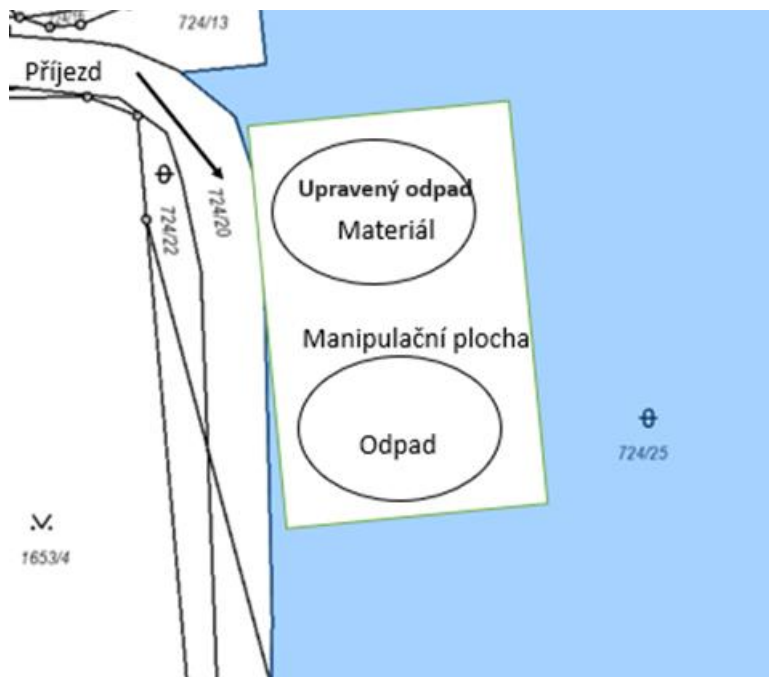 724/13
Příjezd
724/20
724/22
Upravený odpad
Materiál
Manipulační plocha
Odpad
724/25
1653/4